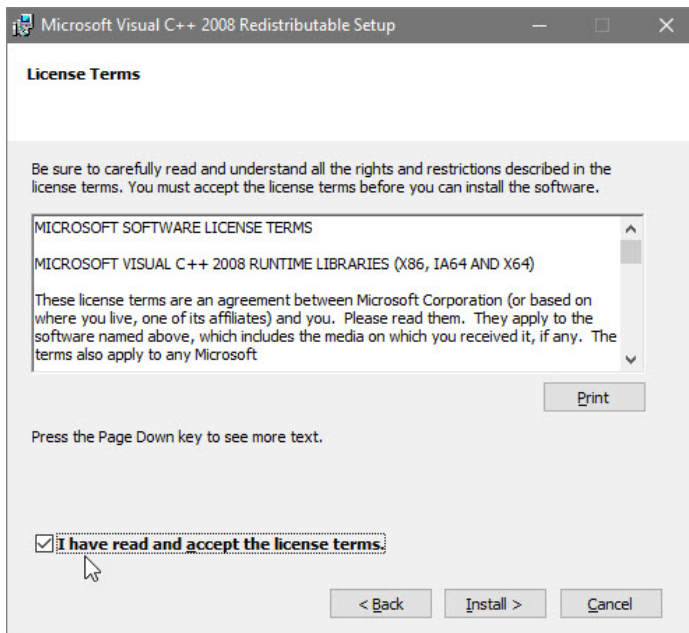 Microsoft Visual C++ 2008 Redistributable Setup
License Terms
Be sure to carefully read and understand all the rights and restrictions described in the
license terms. You must accept the license terms before you can install the software.
MICROSOFT SOFTWARE LICENSE TERMS
MICROSOFT VISUAL C++ 2008 RUNTIME LIBRARIES (X86, IA64 AND X64)
These license terms are an agreement between Microsoft Corporation (or based on
where you live, one of its affiliates) and you.  Please read them.  They apply to the
software named above, which includes the media on which you received it, if any.  The
terms also apply to any Microsoft
Print
Press the Page Down key to see more text.
I have read and accept the license terms.
< Back
Install >
Cancel